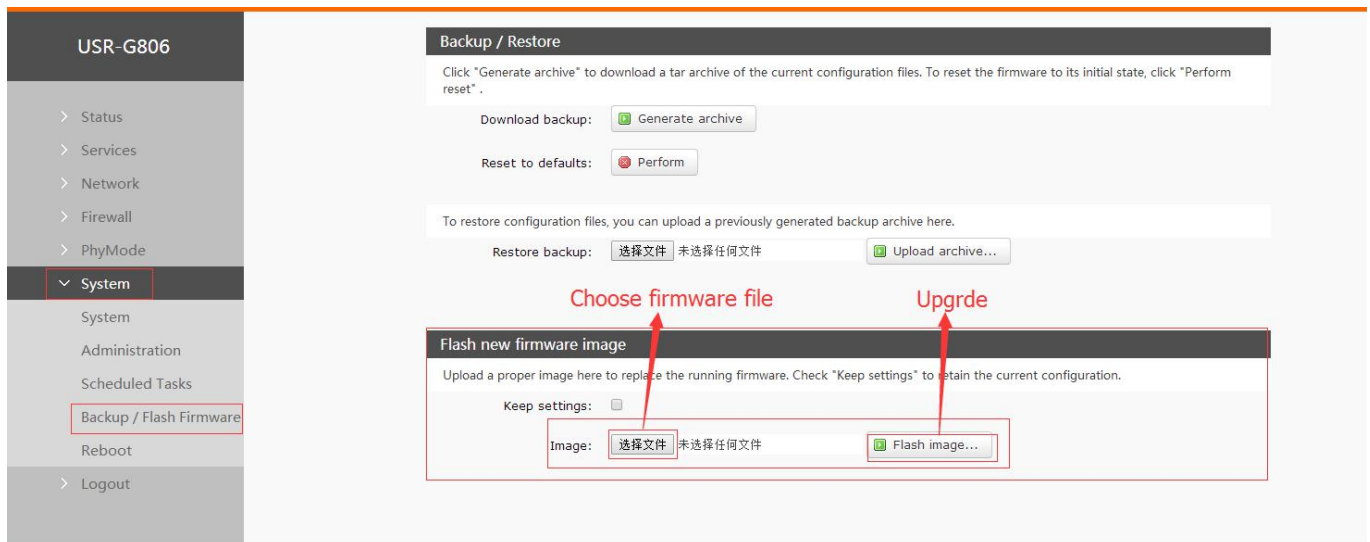 USR-G806
Status
Services
Network
Firewall
PhyMode
System
System
Administration
Scheduled Tasks
Backup / Flash Firmware
Reboot
Logout
Backup / Restore
Click "Generate archive" to download a tar archive of the current configuration files. To reset the firmware to its initial state, click "Perform
reset" .
Download backup: Generate archive
Reset to defaults: Perform
To restore configuration files, you can upload a previously generated backup archive here.
Restore backup: 选择文件 未选择任何文件 Upload archive...
Choose firmware file Upgrde
Flash new firmware image
Upload a proper image here to replace the running firmware. Check "Keep settings" to retain the current configuration.
Keep settings:
Image: 选择文件 未选择任何文件 Flash image...